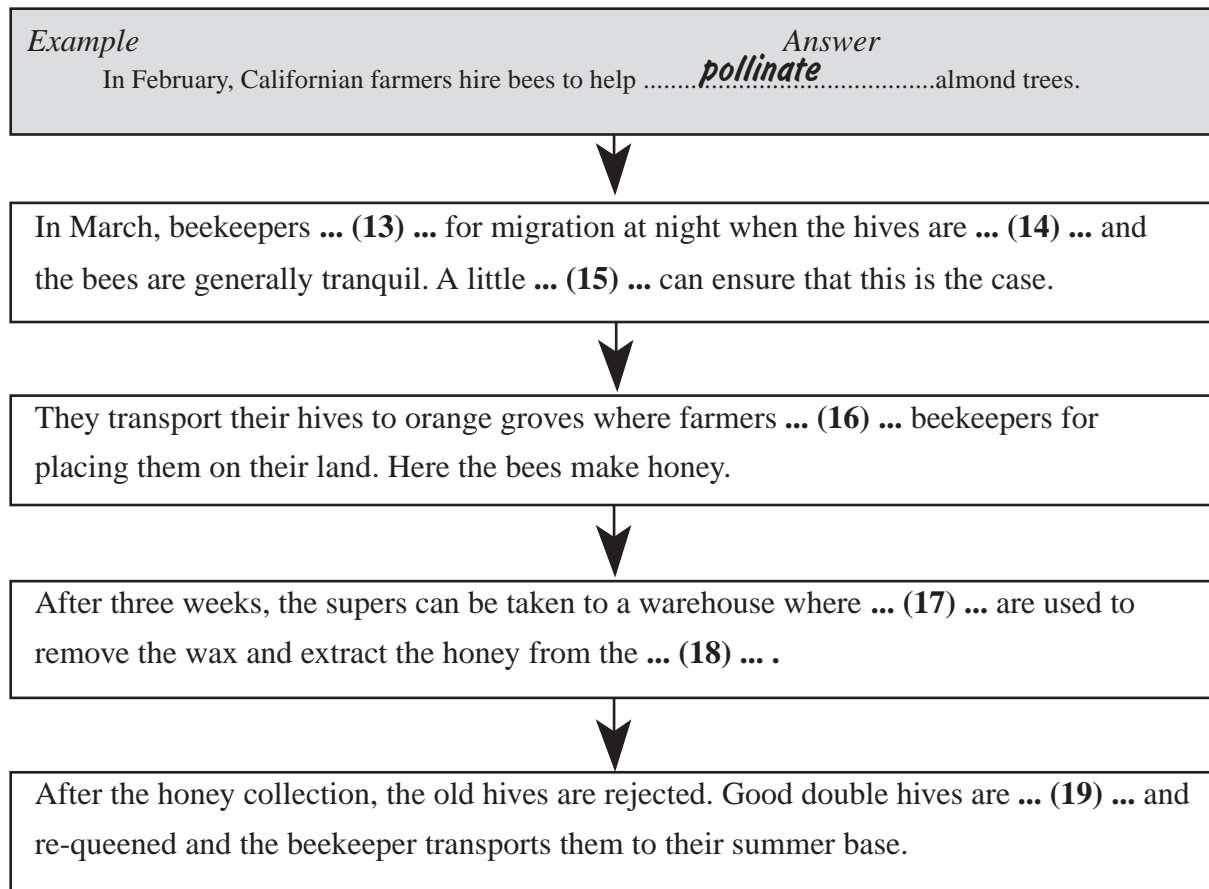 Example Answer
In February, Californian farmers hire bees to help ........pollinate....................almond trees.
In March, beekeepers ... (13) ... for migration at night when the hives are ... (14) ... and
the bees are generally tranquil. A little ... (15) ... can ensure that this is the case.
They transport their hives to orange groves where farmers ... (16) ... beekeepers for
placing them on their land. Here the bees make honey.
After three weeks, the supers can be taken to a warehouse where ... (17) ... are used to
remove the wax and extract the honey from the ... (18) ... .
After the honey collection, the old hives are rejected. Good double hives are ... (19) ... and
re-queened and the beekeeper transports them to their summer base.